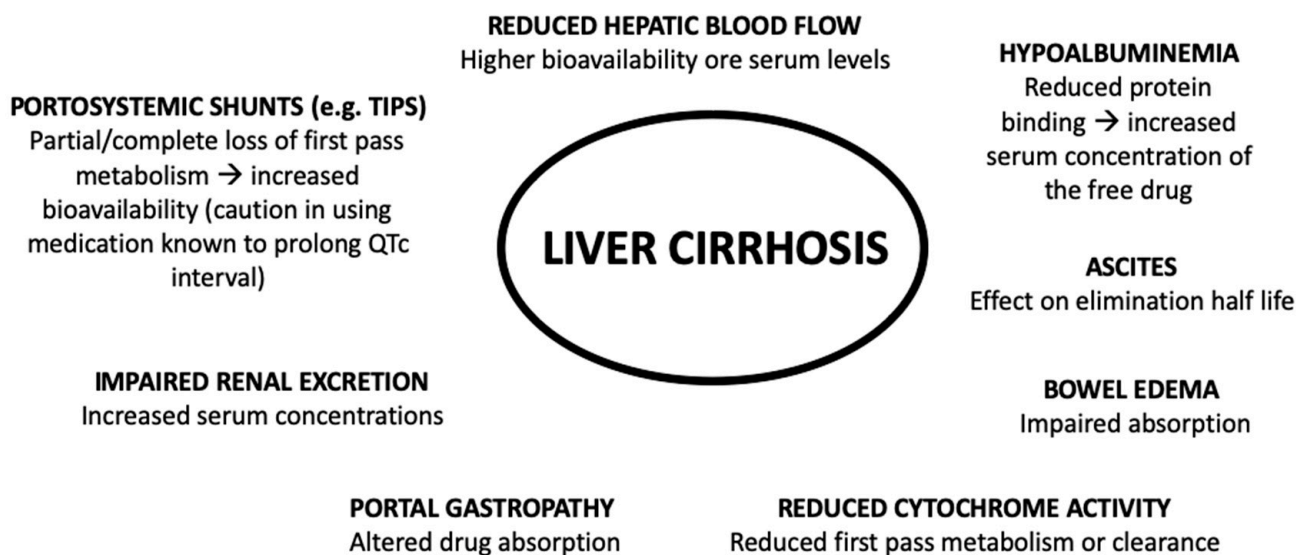 REDUCED HEPATIC BLOOD FLOW
Higher bioavailability ore serum levels
HYPOALBUMINEMIA
Reduced protein
binding → increased
serum concentration of
the free drug
PORTOSYSTEMIC SHUNTS (e.g. TIPS)
Partial/complete loss of first pass
metabolism → increased
bioavailability (caution in using
medication known to prolong QTc
interval)
LIVER CIRRHOSIS
ASCITES
Effect on elimination half life
IMPAIRED RENAL EXCRETION
Increased serum concentrations
BOWEL EDEMA
Impaired absorption
PORTAL GASTROPATHY
Altered drug absorption
REDUCED CYTOCHROME ACTIVITY
Reduced first pass metabolism or clearance